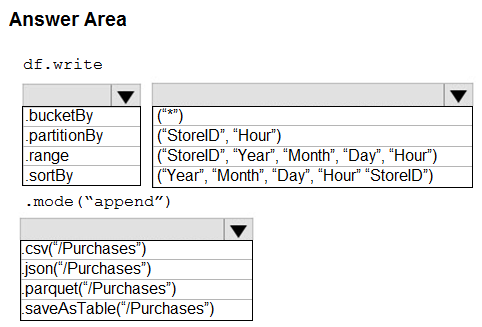 Answer Area
df.write
.bucketBy
.partitionBy
.range
.sortBy
(“*”)
(“StoreID”, “Hour”)
(“StoreID”, “Year”, “Month”, “Day”, “Hour”)
(“Year”, “Month”, “Day”, “Hour” “StoreID”)
.mode(“append”)
.csv(“/Purchases”)
.json(“/Purchases”)
.parquet(“/Purchases”)
.saveAsTable(“/Purchases”)